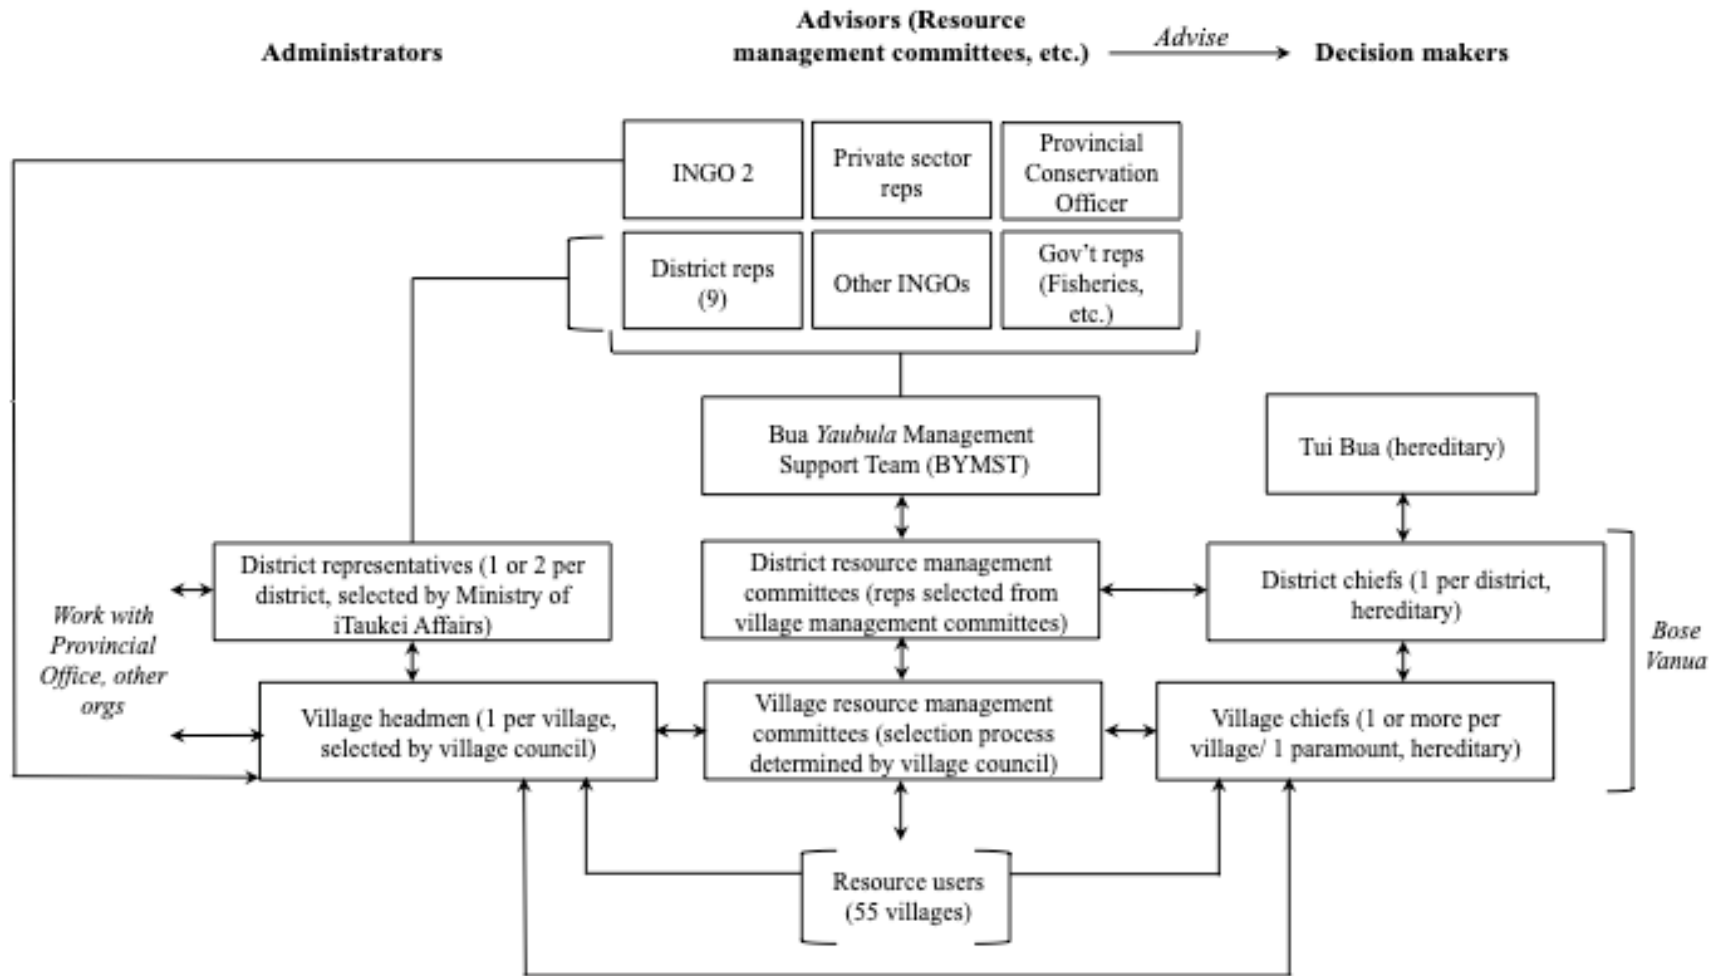 Administrators
Advisors (Resource
management committees, etc.)
Advise
Decision makers
INGO 2
Private sector
reps
Provincial
Conservation
Officer
District reps
(9)
Other INGOs
Gov't reps
(Fisheries,
etc.)
Bua Yaubula Management
Support Team (BYMST)
Tui Bua (hereditary)
District representatives (1 or 2 per
district, selected by Ministry of
iTaukei Affairs)
District resource management
committees (reps selected from
village management committees)
District chiefs (1 per district,
hereditary)
Work with
Provincial
Office, other
orgs
Bose
Vanua
Village headmen (1 per village,
selected by village council)
Village resource management
committees (selection process
determined by village council)
Village chiefs (1 or more per
village/ 1 paramount, hereditary)
Resource users
(55 villages)